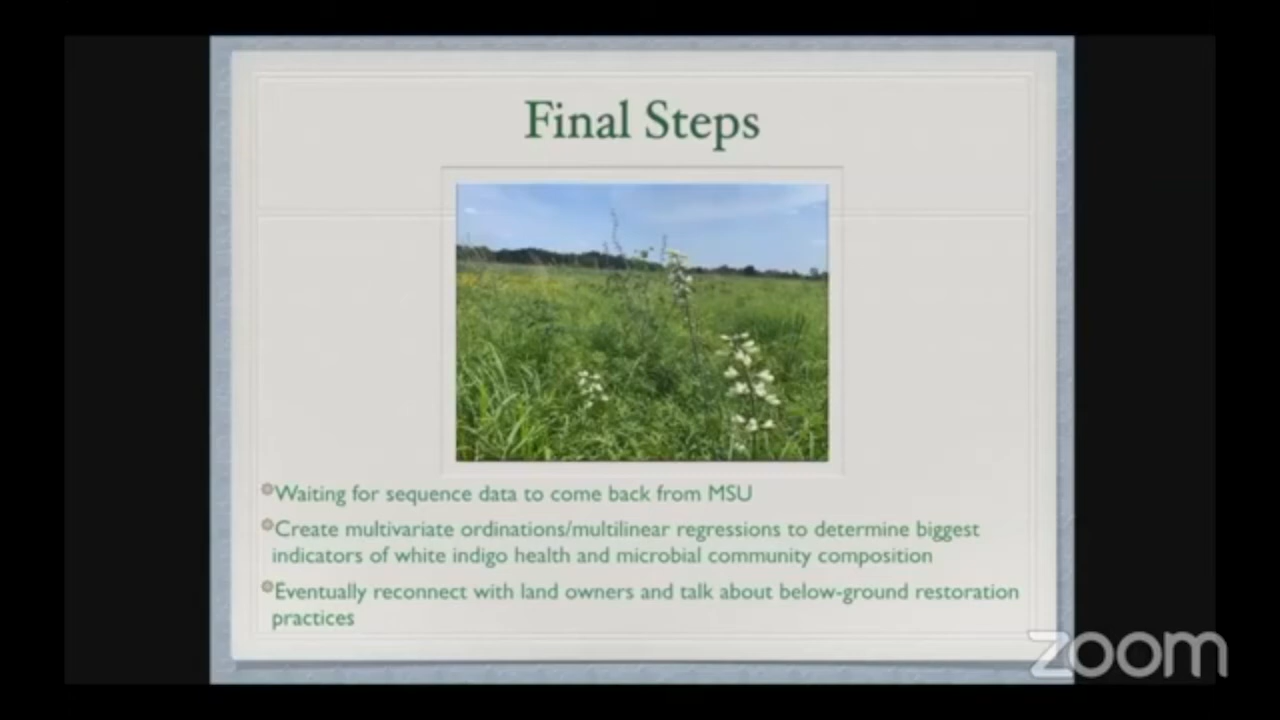 Final Steps
Waiting for sequence data to come back from MSU
Create multivariate ordinations/multilinear regressions to determine biggest
indicators of white indigo health and microbial community composition
Eventually reconnect with land owners and talk about below-ground restoration
practices
zoom